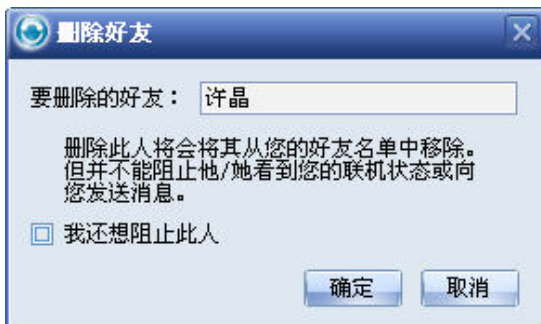 删除好友
要删除的好友： 许晶
删除此人将会将其从您的好友名单中移除。
但并不能阻止他/她看到您的联机状态或向
您发送消息。
我还想阻止此人
确定 取消